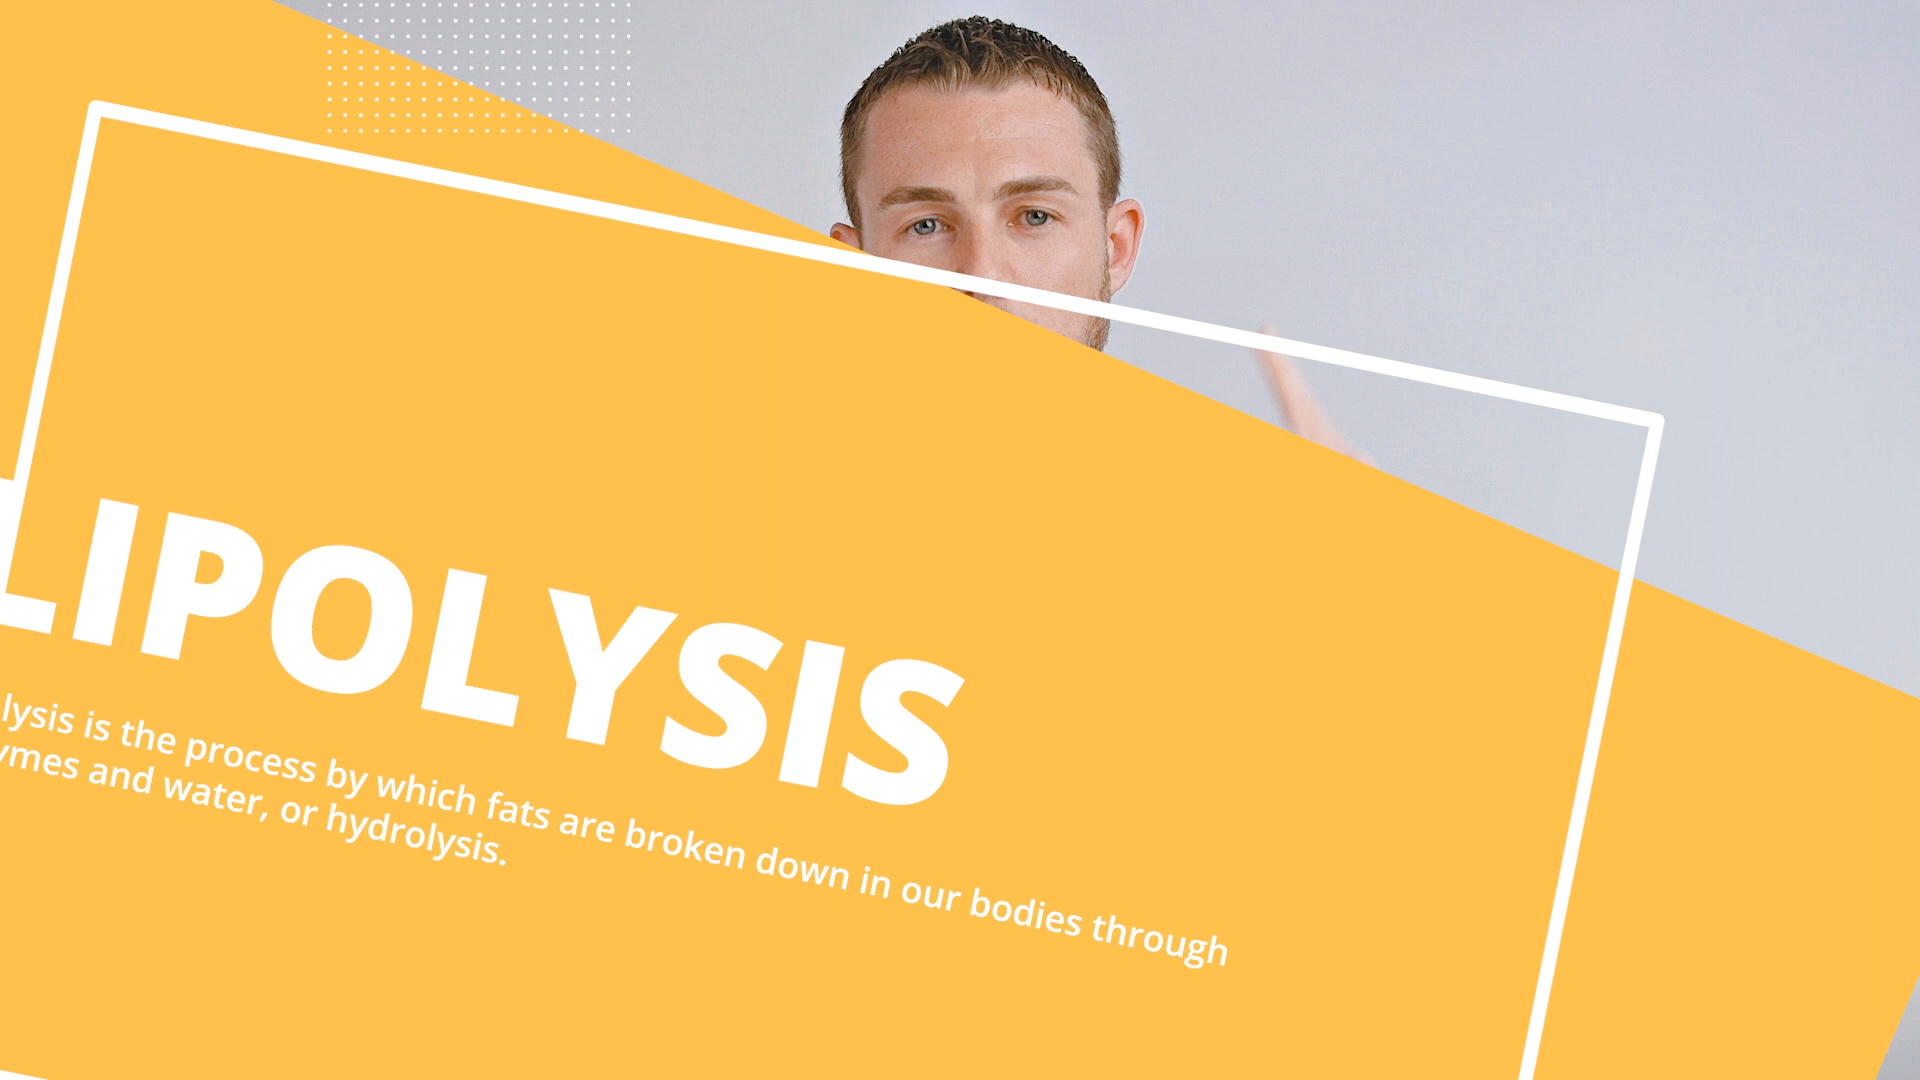 LIPOLYSIS
lysis is the process by which fats are broken down in our bodies through
ymes and water, or hydrolysis.